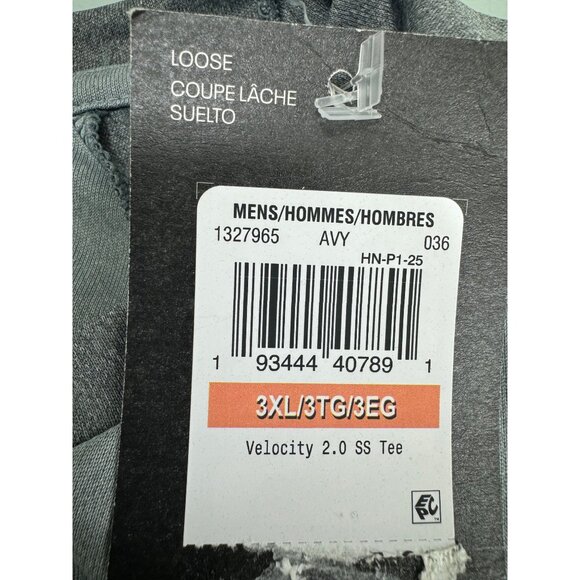 LOOSE
COUPE LÂCHE
SUELTO
MENS/HOMMES/HOMBRES
1327965 AVY 036
HN-P1-25
1 93444 40789 1
3XL/3TG/3EG
Velocity 2.0 SS Tee
EPC™